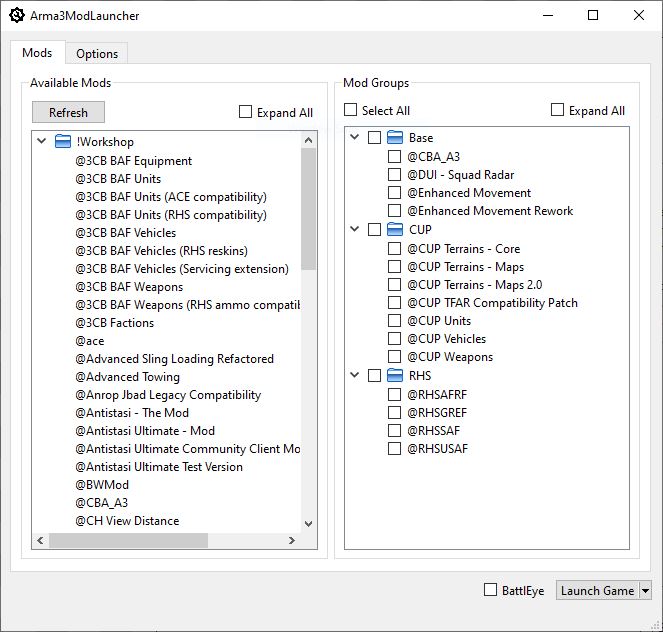 Arma3ModLauncher
Mods
Options
Available Mods
Refresh
Expand All
!Workshop
@3CB BAF Equipment
@3CB BAF Units
@3CB BAF Units (ACE compatibility)
@3CB BAF Units (RHS compatibility)
@3CB BAF Vehicles
@3CB BAF Vehicles (RHS reskins)
@3CB BAF Vehicles (Servicing extension)
@3CB BAF Weapons
@3CB BAF Weapons (RHS ammo compatib
@3CB Factions
@ace
@Advanced Sling Loading Refactored
@Advanced Towing
@Anrop Jbad Legacy Compatibility
@Antistasi - The Mod
@Antistasi Ultimate - Mod
@Antistasi Ultimate Community Client Mo
@Antistasi Ultimate Test Version
@BWMod
@CBA_A3
@CH View Distance
Mod Groups
Select All
Expand All
Base
@CBA_A3
@DUI - Squad Radar
@Enhanced Movement
@Enhanced Movement Rework
CUP
@CUP Terrains - Core
@CUP Terrains - Maps
@CUP Terrains - Maps 2.0
@CUP TFAR Compatibility Patch
@CUP Units
@CUP Vehicles
@CUP Weapons
RHS
@RHSAFRF
@RHSGREF
@RHSSAF
@RHSUSAF
BattlEye
Launch Game